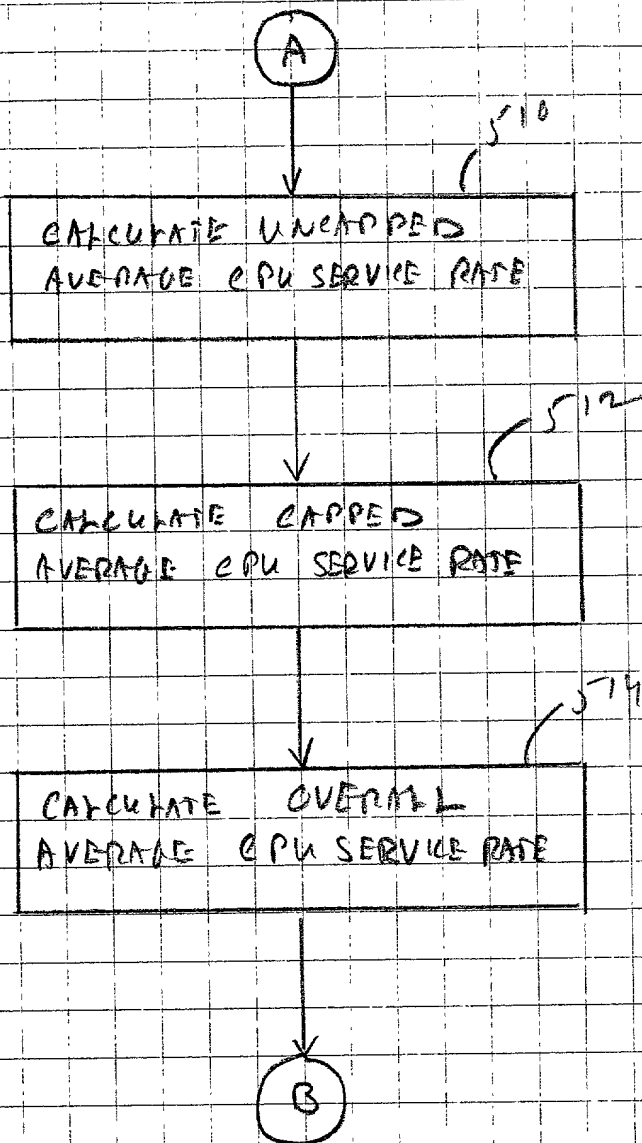 A
510
CALCULATE UNCAPPED
AVERAGE CPU SERVICE RATE
512
CALCULATE CAPPED
AVERAGE CPU SERVICE RATE
514
CALCULATE OVERALL
AVERAGE CPU SERVICE RATE
B